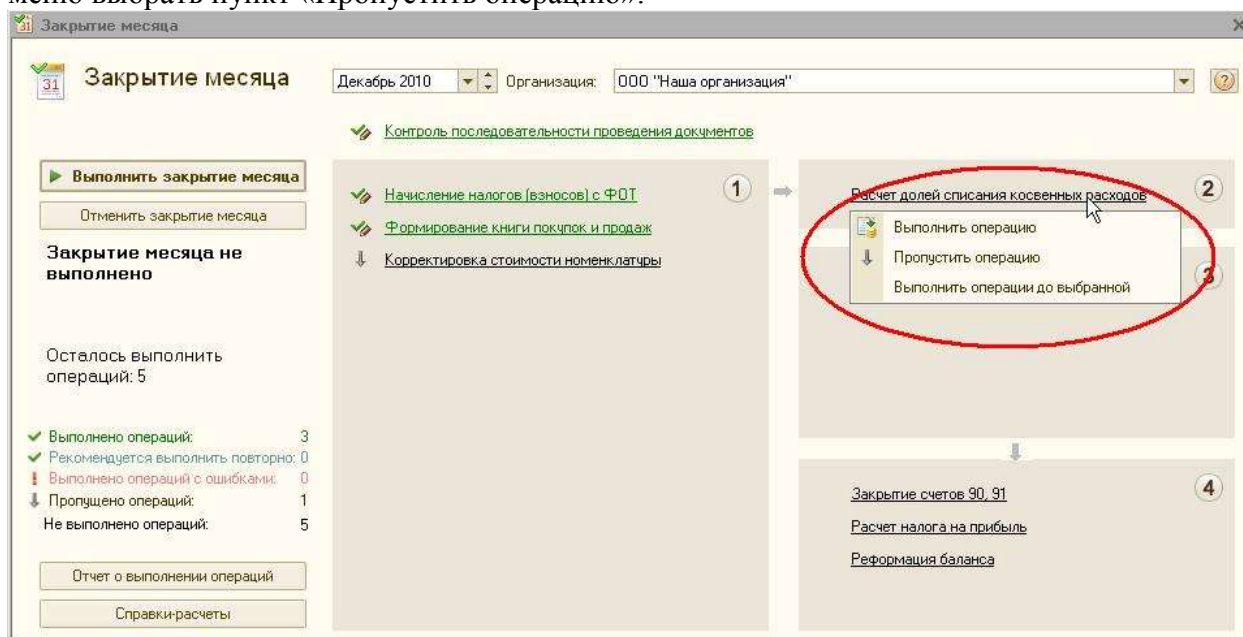 меню выбрать пункт «Пропустить операцию».
Закрытие месяца
Закрытие месяца
Декабрь 2010 Организация: ООО "Наша организация"
Контроль последовательности проведения документов
Выполнить закрытие месяца
Отменить закрытие месяца
Закрытие месяца не
выполнено
Осталось выполнить
операций: 5
Выполнено операций: 3
Рекомендуется выполнить повторно: 0
Выполнено операций с ошибками: 0
Пропущено операций: 1
Не выполнено операций: 5
Отчет о выполнении операций
Справки-расчеты
Начисление налогов (взносов) с ФОТ 1
Формирование книги покупок и продаж
Корректировка стоимости номенклатуры
Расчет долей списания косвенных расходов 2
Выполнить операцию
Пропустить операцию
Выполнить операции до выбранной
3
Закрытие счетов 90, 91 4
Расчет налога на прибыль
Реформация баланса